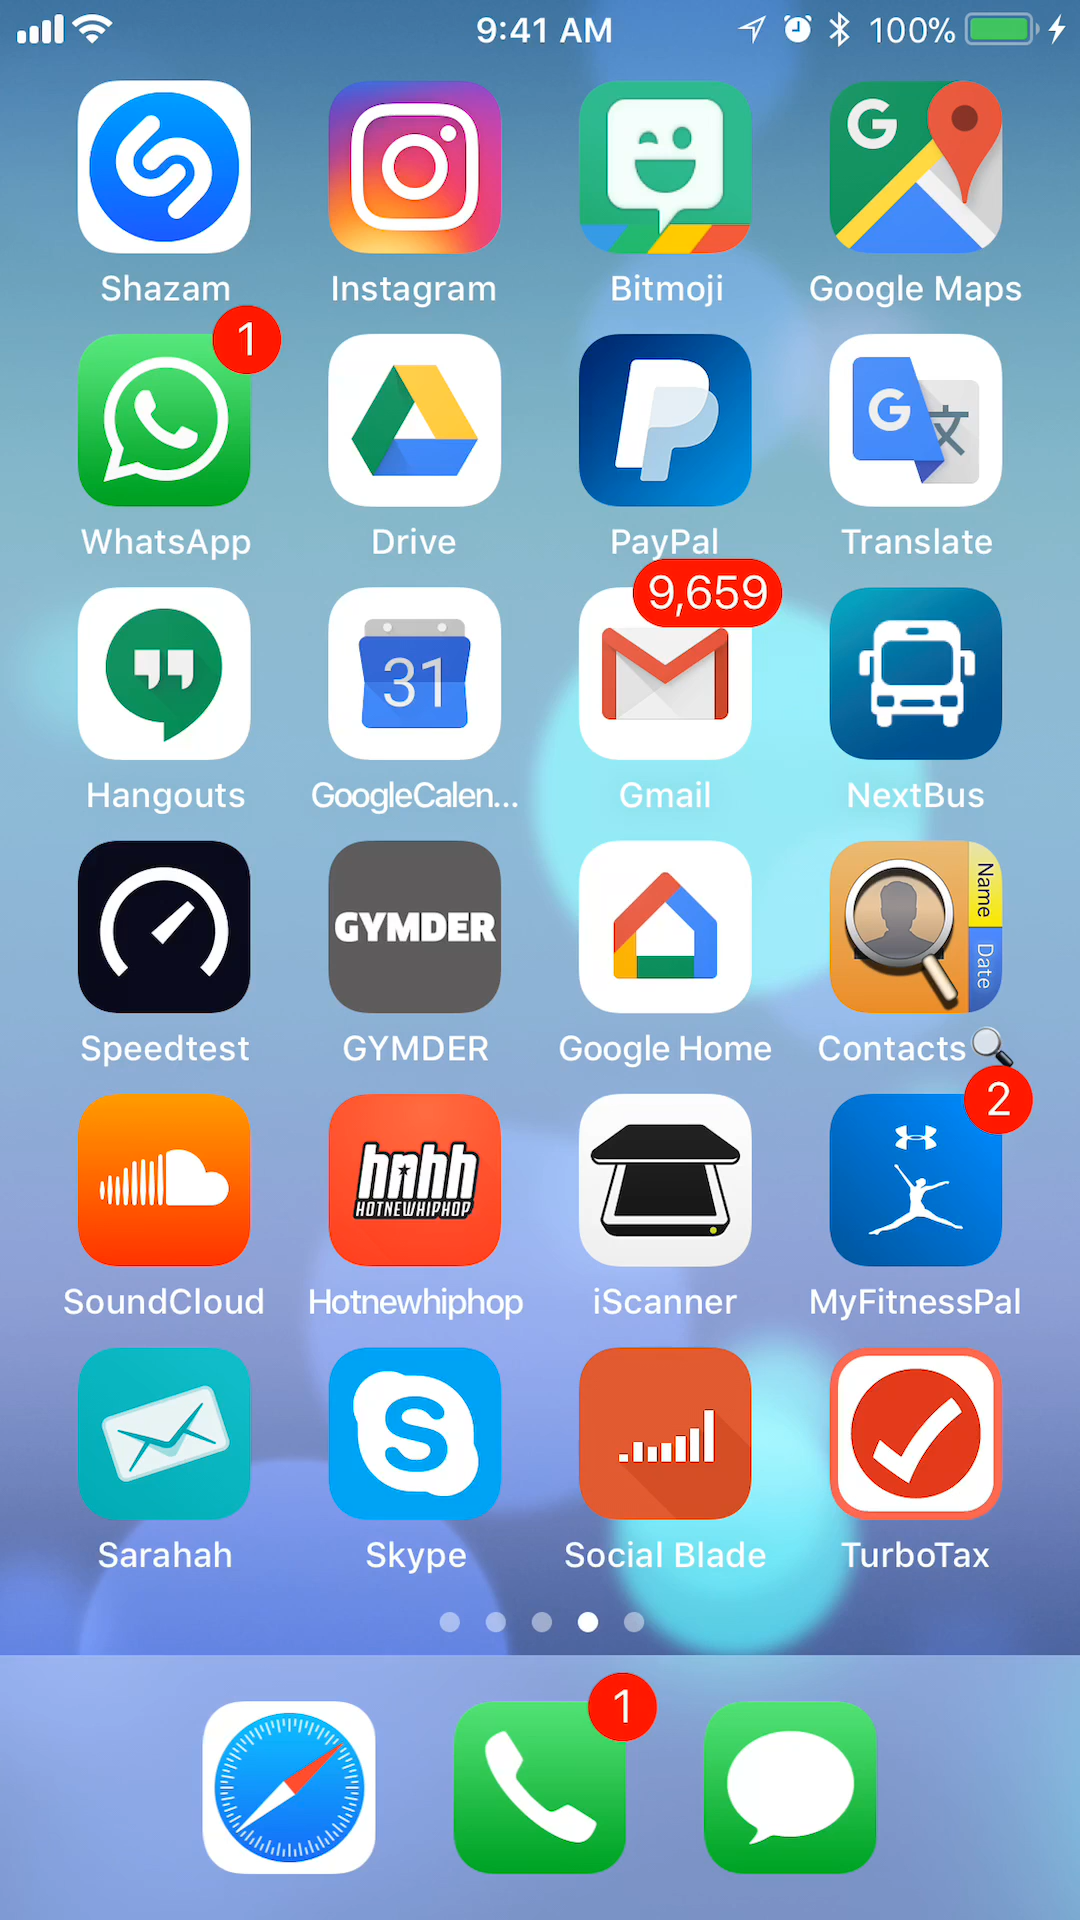 9:41 AM 100%
Shazam Instagram Bitmoji Google Maps
1
WhatsApp Drive PayPal Translate
9,659
31
Hangouts GoogleCalen... Gmail NextBus
GYMDER Name Date
Speedtest GYMDER Google Home Contacts
2
hnhh
HOTNEWHIPHOP
SoundCloud Hotnewhiphop iScanner MyFitnessPal
Sarahah Skype Social Blade TurboTax
1